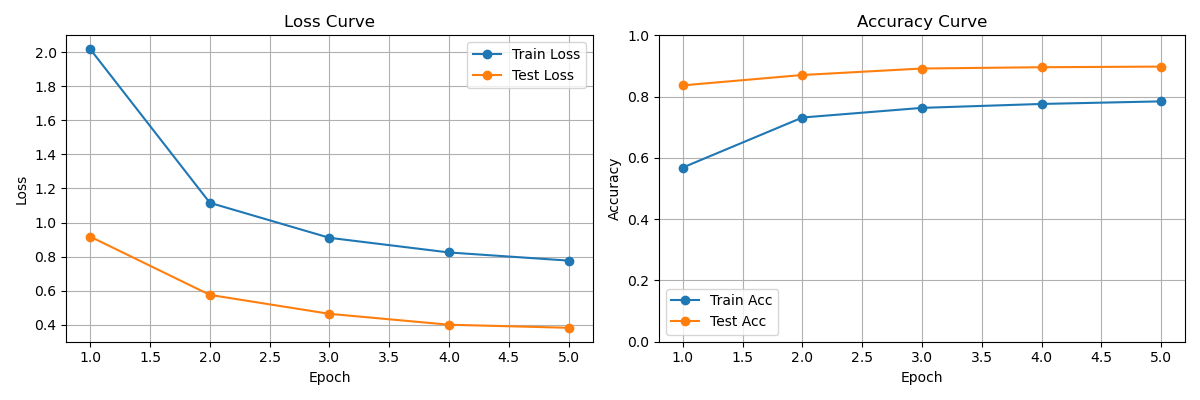 Loss Curve
Train Loss
Test Loss
2.0
1.8
1.6
1.4
1.2
1.0
0.8
0.6
0.4
Loss
1.0 1.5 2.0 2.5 3.0 3.5 4.0 4.5 5.0
Epoch
Accuracy Curve
1.0
0.8
0.6
0.4
0.2
0.0
Accuracy
Train Acc
Test Acc
1.0 1.5 2.0 2.5 3.0 3.5 4.0 4.5 5.0
Epoch